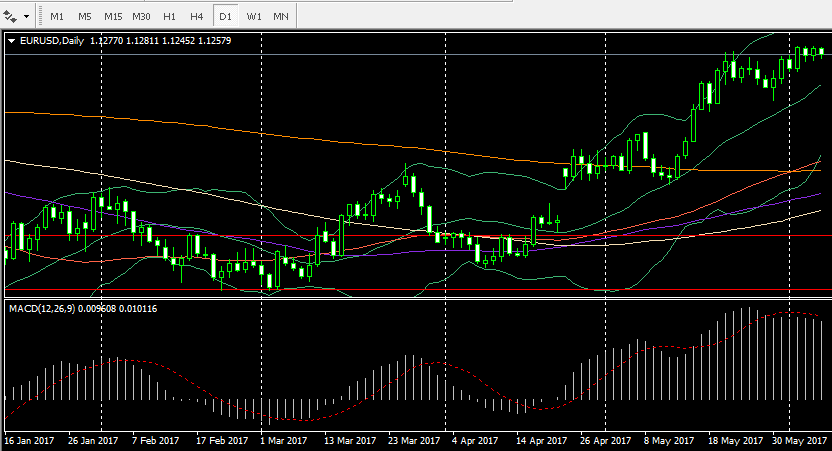 M1 M5 M15 M30 H1 H4 D1 W1 MN
EURUSD,Daily 1.12770 1.12811 1.12452 1.12579
MACD(12,26,9) 0.009608 0.010116
16 Jan 2017 26 Jan 2017 7 Feb 2017 17 Feb 2017 1 Mar 2017 13 Mar 2017 23 Mar 2017 4 Apr 2017 14 Apr 2017 26 Apr 2017 8 May 2017 18 May 2017 30 May 2017